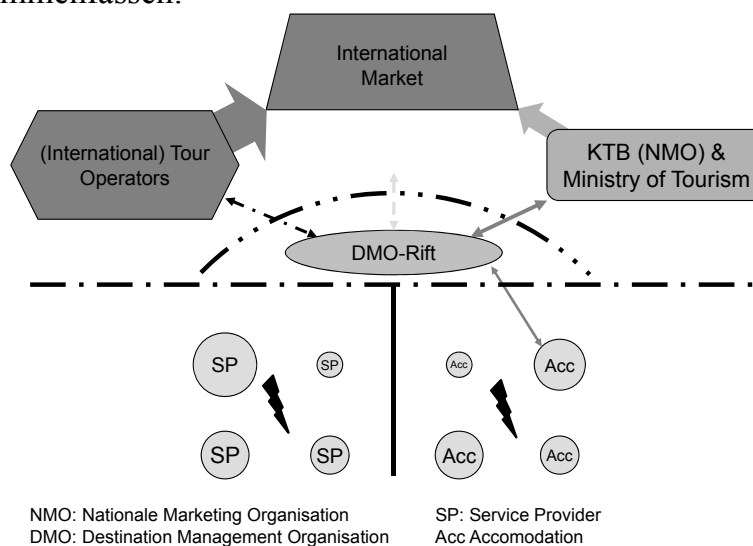 International
Market
(International) Tour
Operators
KTB (NMO) &
Ministry of Tourism
DMO-Rift
SP
SP
Acc
Acc
SP
SP
Acc
Acc
NMO: Nationale Marketing Organisation
SP: Service Provider
DMO: Destination Management Organisation
Acc Accomodation